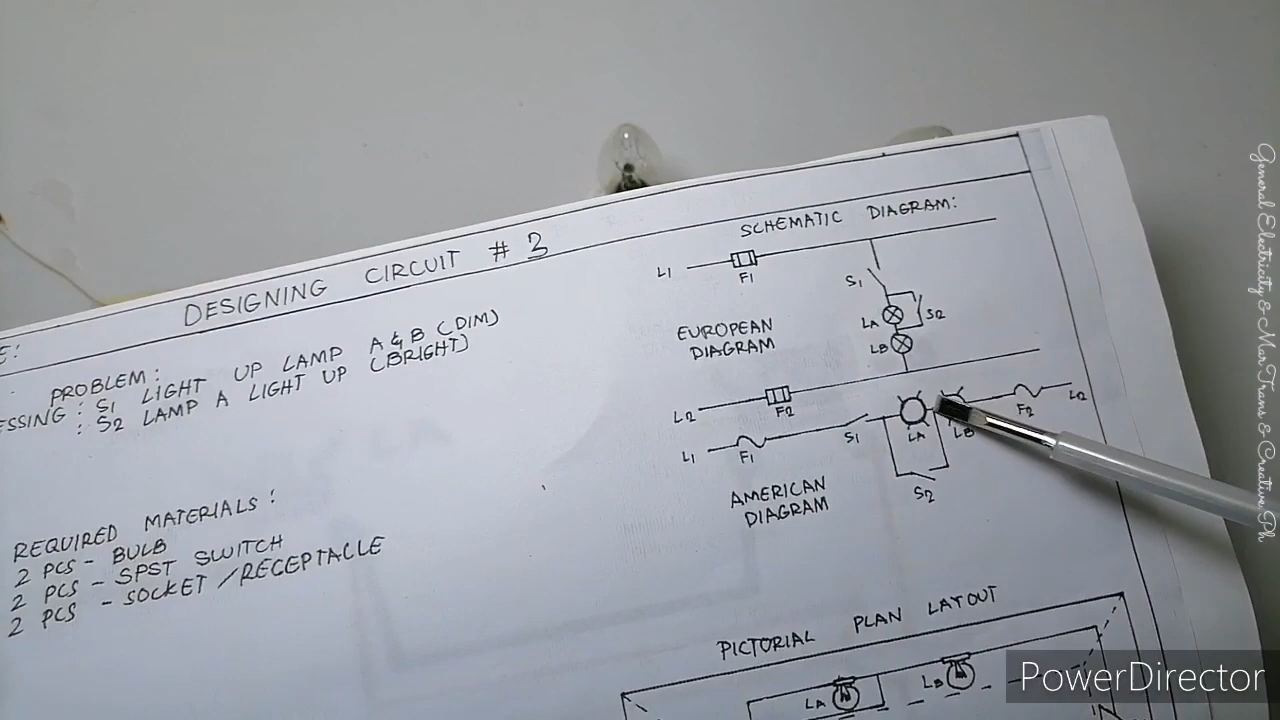 DESIGNING CIRCUIT # 3
E:
PROBLEM:
ESSING : S1 LIGHT UP LAMP A & B (DIM)
: S2 LAMP A LIGHT UP (BRIGHT)
REQUIRED MATERIALS:
2 PCS - BULB
2 PCS - SPST SWITCH
2 PCS - SOCKET/RECEPTACLE
SCHEMATIC DIAGRAM:
L1
F1
S1
LA
S2
LB
EUROPEAN
DIAGRAM
L2
F2
L1
F1
S1
LA
LB
F2
L2
S2
AMERICAN
DIAGRAM
PICTORIAL PLAN LAYOUT
LA
LB
General Electricity & MarTrans & Creative Ph
PowerDirector